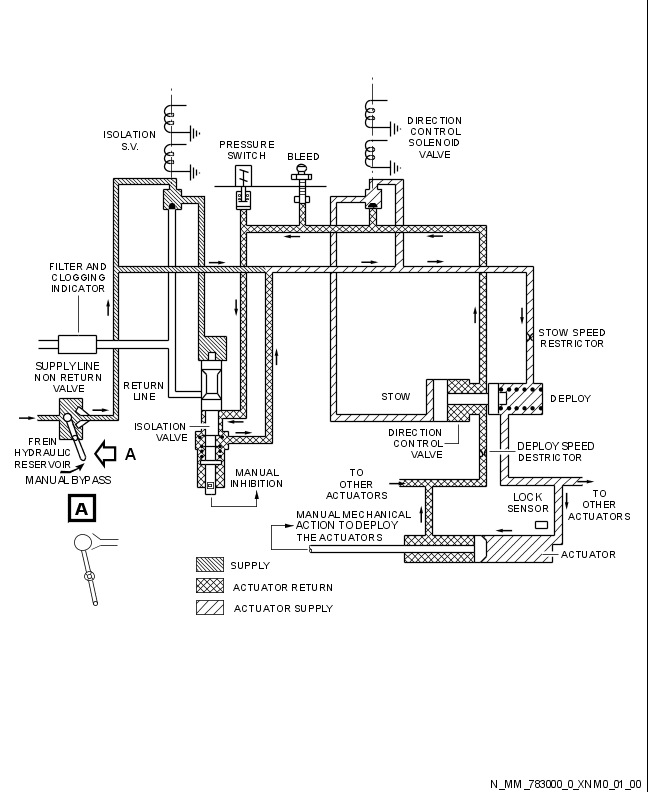 ISOLATION
S.V.
PRESSURE
SWITCH
BLEED
DIRECTION
CONTROL
SOLENOID
VALVE
FILTER AND
CLOGGING
INDICATOR
SUPPLY LINE
NON RETURN
VALVE
RETURN
LINE
STOW SPEED
RESTRICTOR
STOW
DEPLOY
ISOLATION
VALVE
DIRECTION
CONTROL
VALVE
FREIN
HYDRAULIC
RESERVOIR
MANUAL BYPASS
A
DEPLOY SPEED
DESTRICTOR
MANUAL
INHIBITION
TO
OTHER
ACTUATORS
LOCK
SENSOR
TO
OTHER
ACTUATORS
A
MANUAL MECHANICAL
ACTION TO DEPLOY
THE ACTUATORS
ACTUATOR
SUPPLY
ACTUATOR RETURN
ACTUATOR SUPPLY
N_MM_783000_0_XNM0_01_00